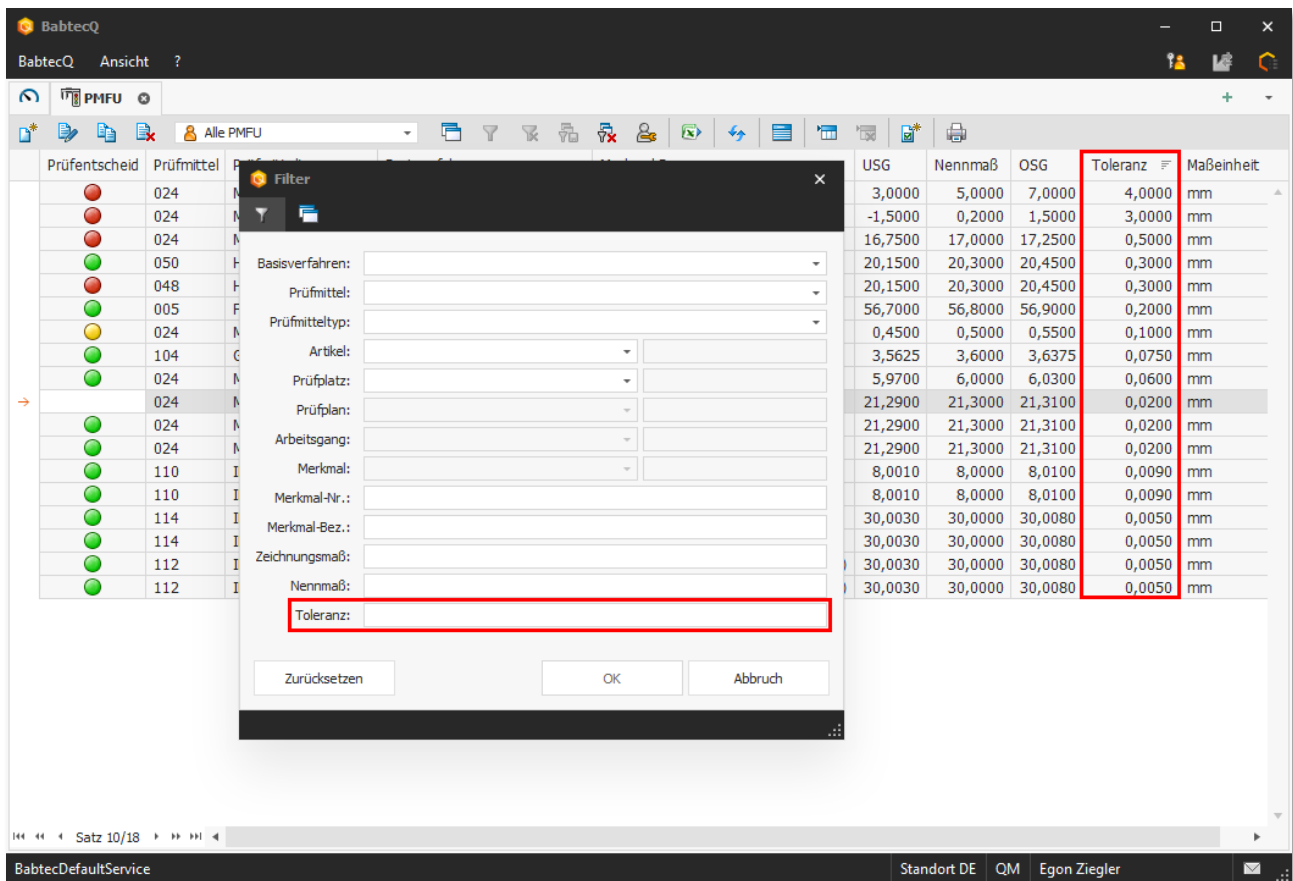 BabtecQ
BabtecQ Ansicht ?
PMFU
Alle PMFU
Prüfentscheid Prüfmittel USG Nennmaß OSG Toleranz Maßeinheit
024 3,0000 5,0000 7,0000 4,0000 mm
024 -1,5000 0,2000 1,5000 3,0000 mm
024 16,7500 17,0000 17,2500 0,5000 mm
050 20,1500 20,3000 20,4500 0,3000 mm
048 20,1500 20,3000 20,4500 0,3000 mm
005 56,7000 56,8000 56,9000 0,2000 mm
024 0,4500 0,5000 0,5500 0,1000 mm
104 3,5625 3,6000 3,6375 0,0750 mm
024 5,9700 6,0000 6,0300 0,0600 mm
024 21,2900 21,3000 21,3100 0,0200 mm
024 21,2900 21,3000 21,3100 0,0200 mm
024 21,2900 21,3000 21,3100 0,0200 mm
110 8,0010 8,0000 8,0100 0,0090 mm
110 8,0010 8,0000 8,0100 0,0090 mm
114 30,0030 30,0000 30,0080 0,0050 mm
114 30,0030 30,0000 30,0080 0,0050 mm
112 30,0030 30,0000 30,0080 0,0050 mm
112 30,0030 30,0000 30,0080 0,0050 mm
Filter
Basisverfahren:
Prüfmittel:
Prüfmitteltyp:
Artikel:
Prüfplatz:
Prüfplan:
Arbeitsgang:
Merkmal:
Merkmal-Nr.:
Merkmal-Bez.:
Zeichnungsmaß:
Nennmaß:
Toleranz:
Zurücksetzen OK Abbruch
Satz 10/18
BabtecDefaultService Standort DE QM Egon Ziegler